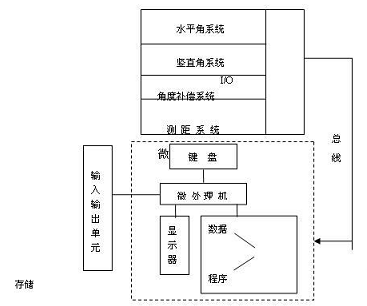 水平角系统
竖直角系统
I/O
角度补偿系统
测 距 系 统
微
键 盘
总线
微 处 理 机
输入输出单元
显示器
数据
程序
存储